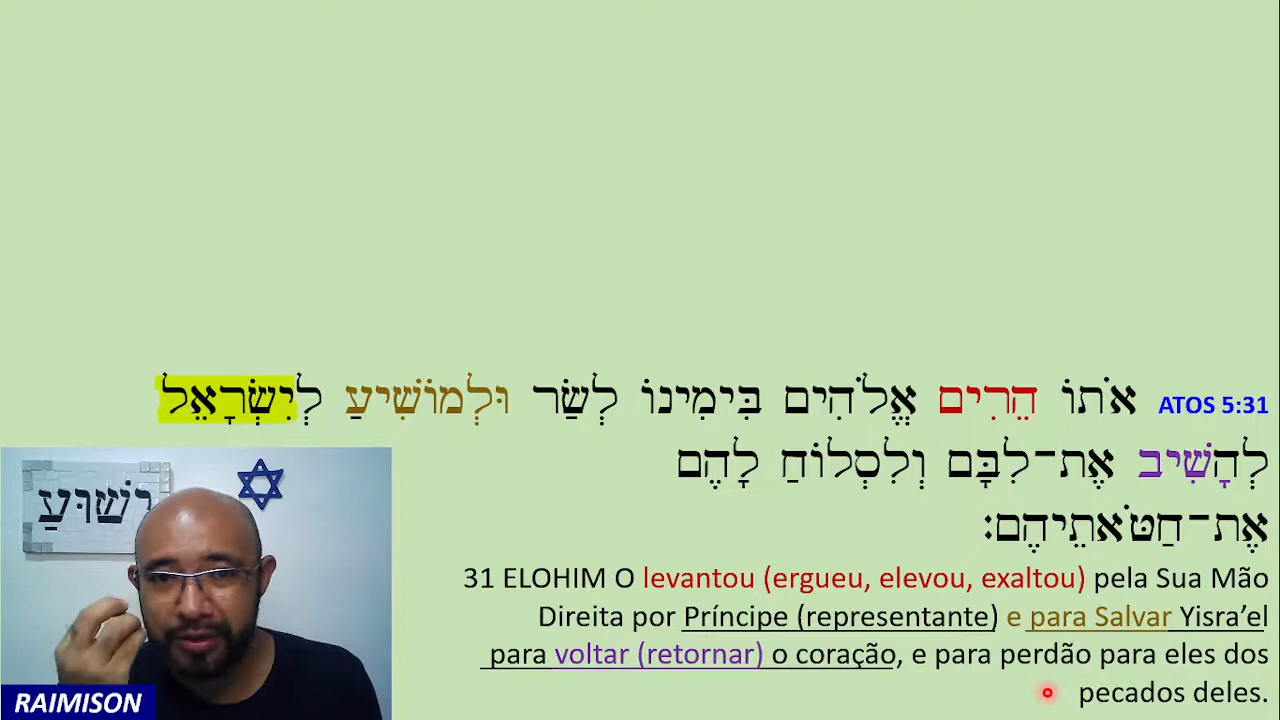 ATOS 5:31 אֹתוֹ הֵרִים אֱלֹהִים בִּימִינוֹ לְשַׂר וּלְמוֹשִׁיעַ לְיִשְׂרָאֵל
לְהָשִׁיב אֶת־לִבָּם וְלִסְלוֹחַ לָהֶם
אֶת־חַטֹּאתֵיהֶם׃
31 ELOHIM O levantou (ergueu, elevou, exaltou) pela Sua Mão
Direita por Príncipe (representante) e para Salvar Yisra’el
para voltar (retornar) o coração, e para perdão para eles dos
pecados deles.
ישׁוּעַ
RAIMISON